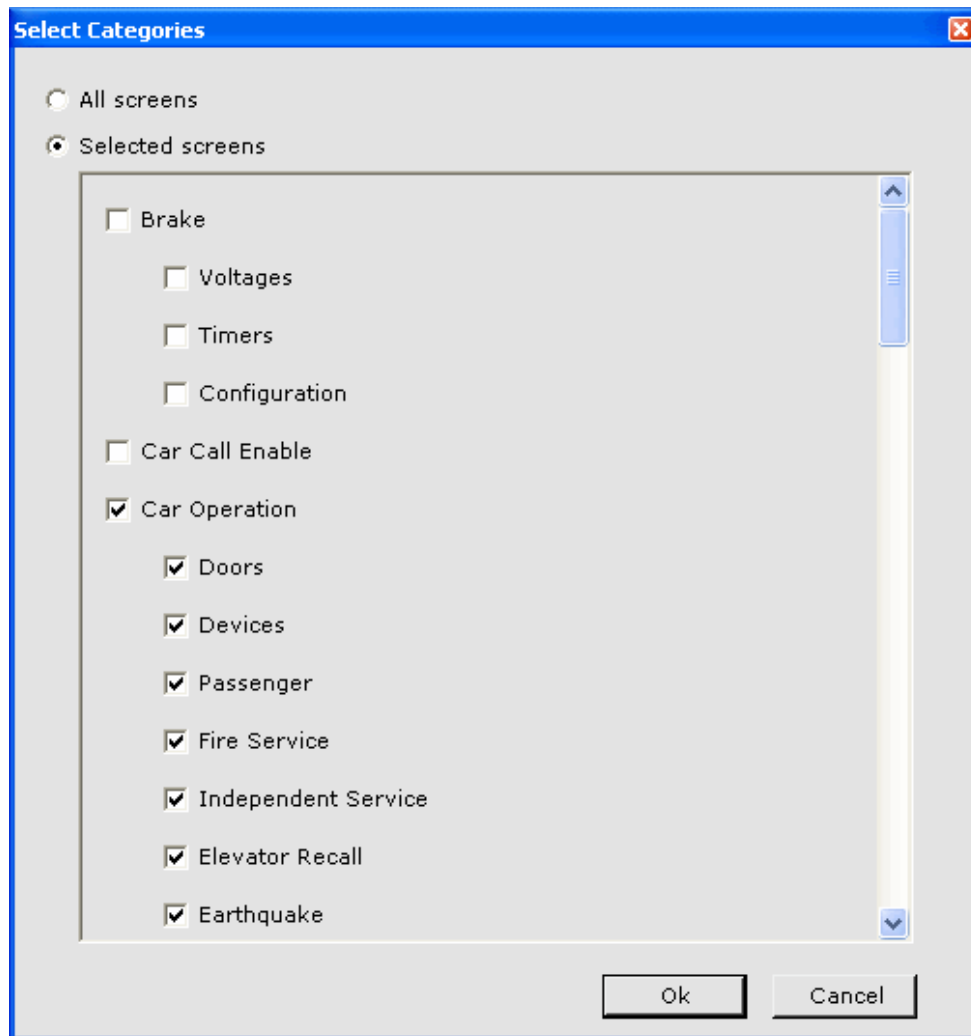 Select Categories
All screens
Selected screens
Brake
Voltages
Timers
Configuration
Car Call Enable
Car Operation
Doors
Devices
Passenger
Fire Service
Independent Service
Elevator Recall
Earthquake
Ok Cancel